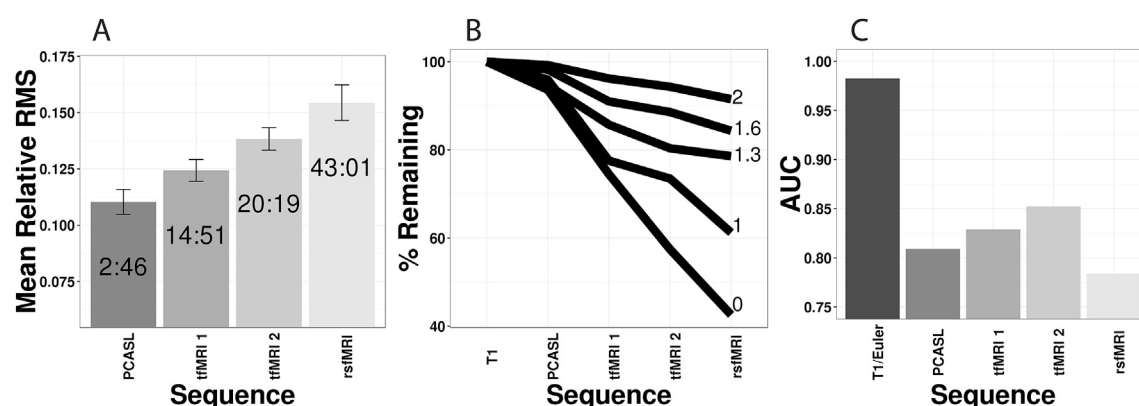 A
Mean Relative RMS
0.175
0.150
0.125
0.100
0.075
2:46
14:51
20:19
43:01
PCASL
tfMRI 1
tfMRI 2
rsfMRI
Sequence
B
% Remaining
100
80
60
40
2
1.6
1.3
1
0
T1
PCASL
tfMRI 1
tfMRI 2
rsfMRI
Sequence
C
AUC
1.00
0.95
0.90
0.85
0.80
0.75
T1/Euler
PCASL
tfMRI 1
tfMRI 2
rsfMRI
Sequence